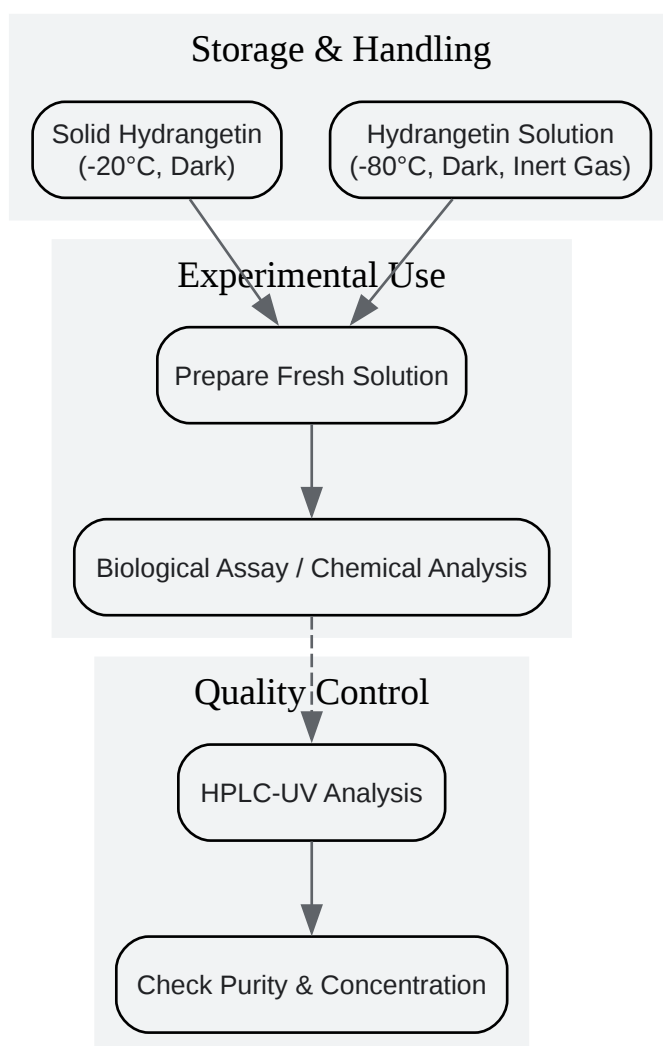 Storage & Handling
Solid Hydrangetin
(-20°C, Dark)
Hydrangetin Solution
(-80°C, Dark, Inert Gas)
Experimental Use
Prepare Fresh Solution
Biological Assay / Chemical Analysis
Quality Control
HPLC-UV Analysis
Check Purity & Concentration